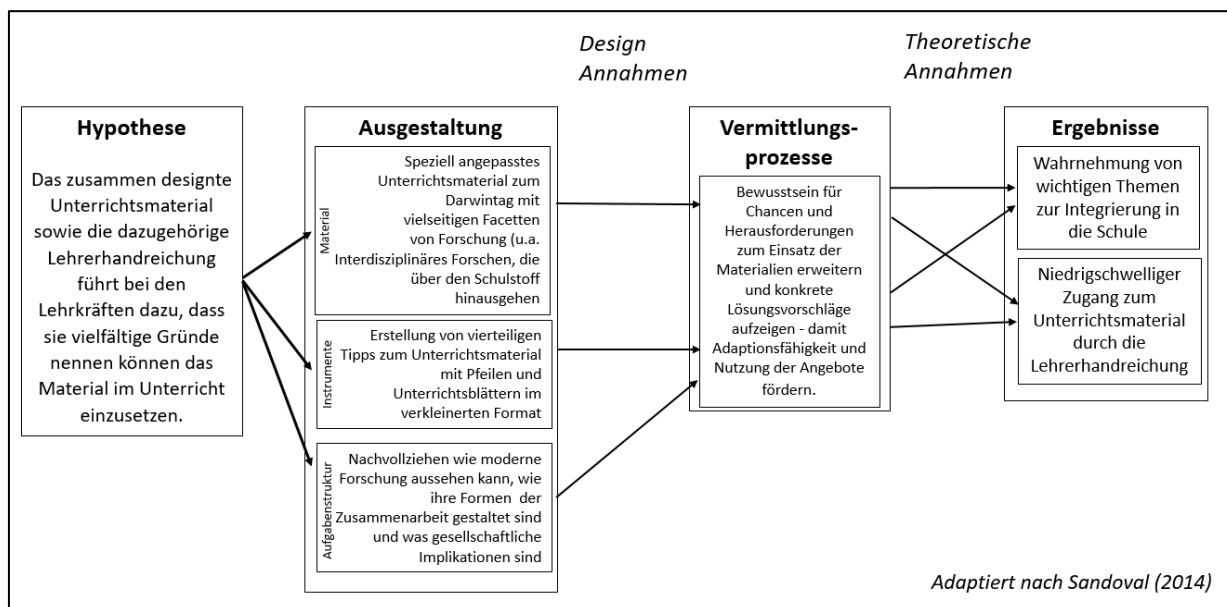 Design
Annahmen
Theoretische
Annahmen
Hypothese
Das zusammen designte
Unterrichtsmaterial
sowie die dazugehörige
Lehrerhandreichung
führt bei den
Lehrkräften dazu, dass
sie vielfältige Gründe
nennen können das
Material im Unterricht
einzusetzen.
Ausgestaltung
Material
Speziell angepasstes
Unterrichtsmaterial zum
Darwintag mit
vielseitigen Facetten
von Forschung (u.a.
Interdisziplinäres Forschen, die
über den Schulstoff
hinausgehen
Instrumente
Erstellung von vierteiligen
Tipps zum Unterrichtsmaterial
mit Pfeilen und
Unterrichtsblättern im
verkleinerten Format
Aufgabenstruktur
Nachvollziehen wie moderne
Forschung aussehen kann, wie
ihre Formen der
Zusammenarbeit gestaltet sind
und was gesellschaftliche
Implikationen sind
Vermittlungs-
prozesse
Bewusstsein für
Chancen und
Herausforderungen
zum Einsatz der
Materialien erweitern
und konkrete
Lösungsvorschläge
aufzeigen - damit
Adaptionsfähigkeit und
Nutzung der Angebote
fördern.
Ergebnisse
Wahrnehmung von
wichtigen Themen
zur Integrierung in
die Schule
Niedrigschwelliger
Zugang zum
Unterrichtsmaterial
durch die
Lehrerhandreichung
Adaptiert nach Sandoval (2014)